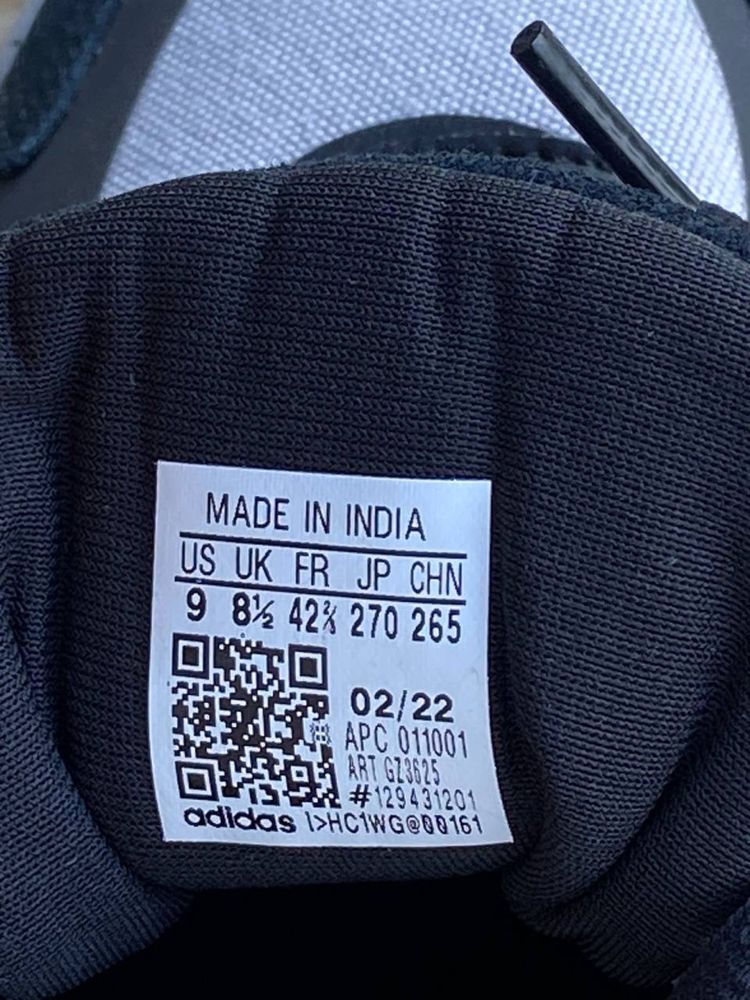 MADE IN INDIA
US UK FR JP CHN
9 8½ 42⅔ 270 265
02/22
APC 011001
ART GZ3625
#129431201
adidas I>HC1WG@00161